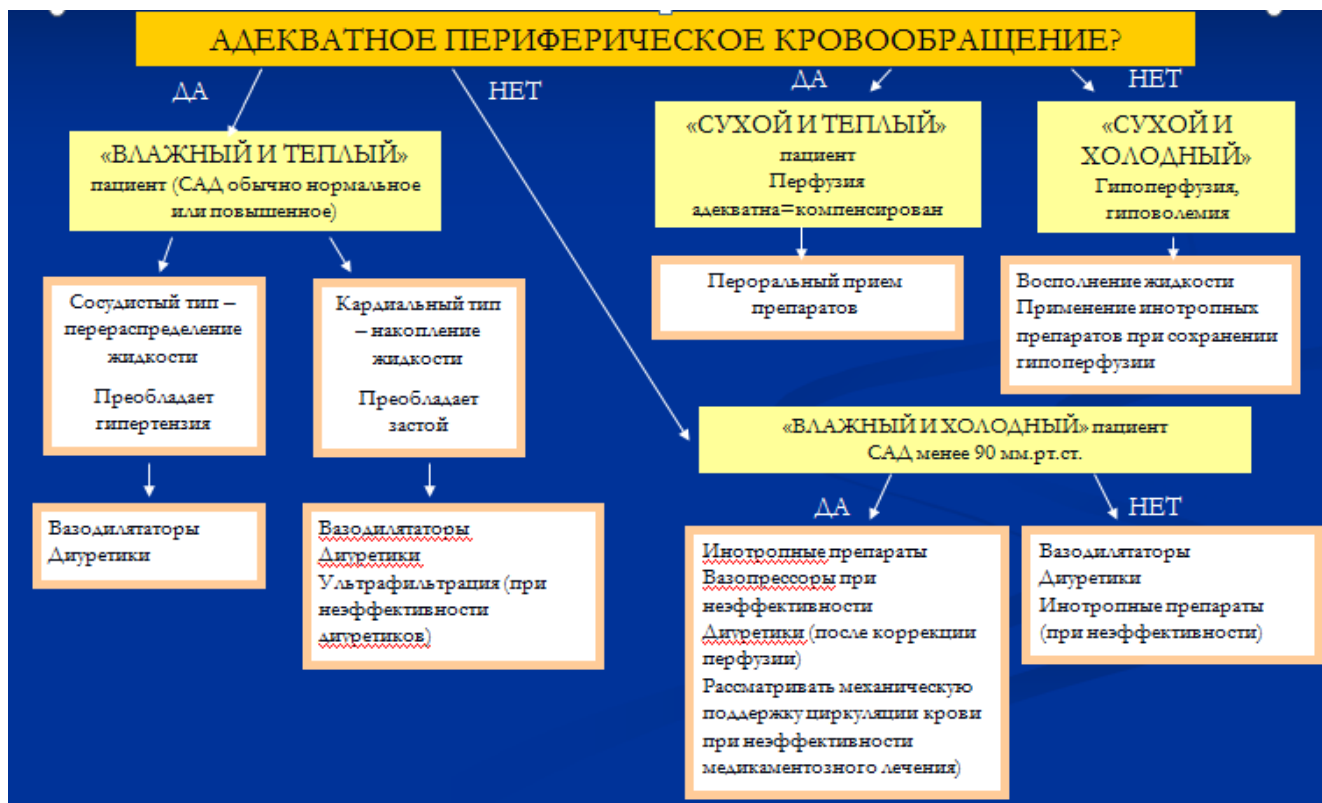 АДЕКВАТНОЕ ПЕРИФЕРИЧЕСКОЕ КРОВООБРАЩЕНИЕ?
ДА
НЕТ
ДА
НЕТ
«ВЛАЖНЫЙ И ТЕПЛЫЙ»
пациент (САД обычно нормальное
или повышенное)
«СУХОЙ И ТЕПЛЫЙ»
пациент
Перфузия
адекватна=компенсирован
«СУХОЙ И
ХОЛОДНЫЙ»
Гипоперфузия,
гиповолемия
Сосудистый тип –
перераспределение
жидкости
Преобладает
гипертензия
Кардиальный тип
– накопление
жидкости
Преобладает
застой
Пероральный прием
препаратов
Восполнение жидкости
Применение инотропных
препаратов при сохранении
гипоперфузии
«ВЛАЖНЫЙ И ХОЛОДНЫЙ» пациент
САД менее 90 мм.рт.ст.
ДА
НЕТ
Вазодилятаторы
Диуретики
Вазодилятаторы
Диуретики
Ультрафильтрация (при
неэффективности
диуретиков)
Инотропные препараты
Вазопрессоры при
неэффективности
Диуретики (после коррекции
перфузии)
Рассматривать механическую
поддержку циркуляции крови
при неэффективности
медикаментозного лечения)
Вазодилятаторы
Диуретики
Инотропные препараты
(при неэффективности)